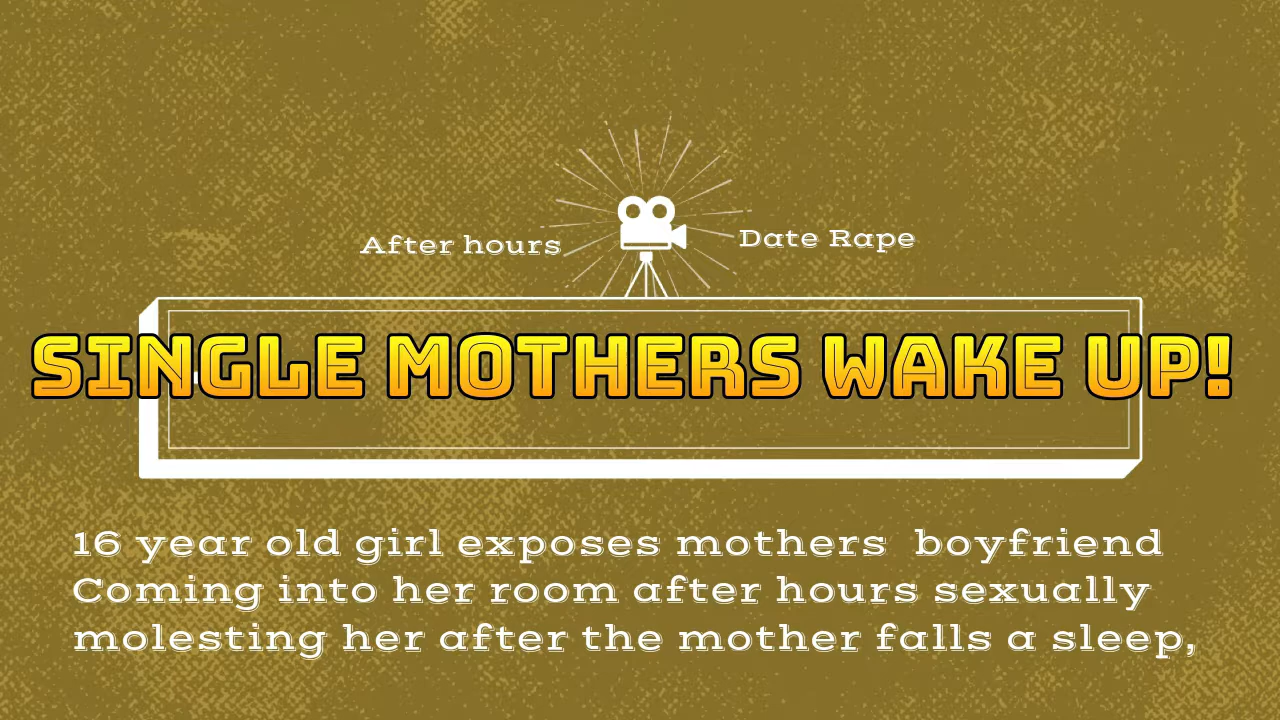 After hours
Date Rape
SINGLE MOTHERS WAKE UP!
16 year old girl exposes mothers boyfriend
Coming into her room after hours sexually
molesting her after the mother falls a sleep,